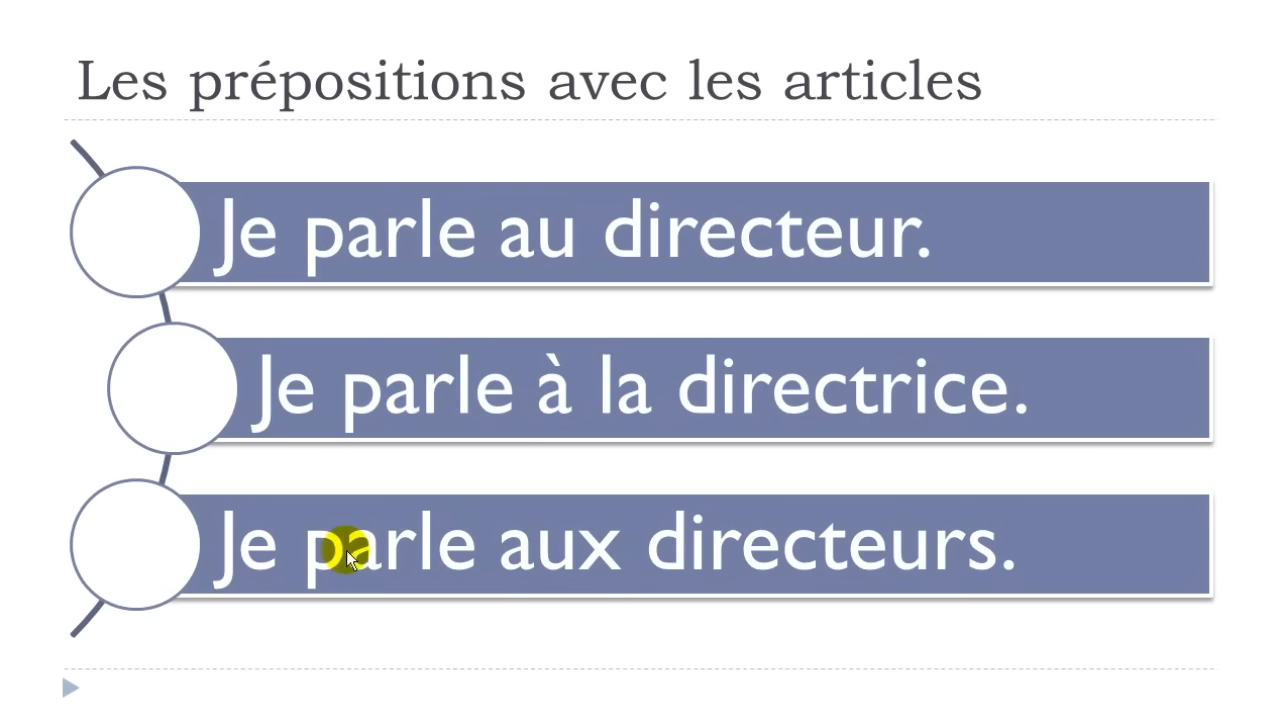 Les prépositions avec les articles
Je parle au directeur.
Je parle à la directrice.
Je parle aux directeurs.